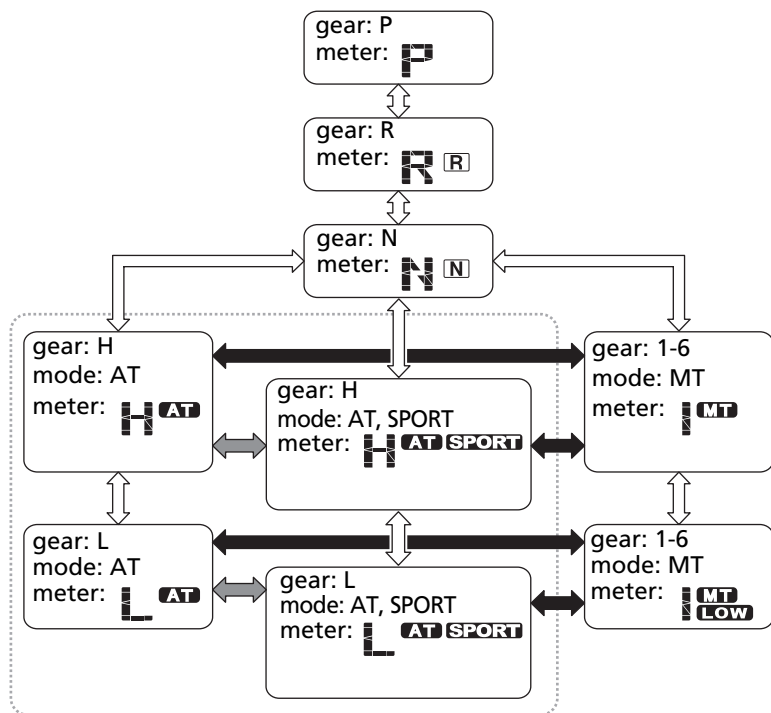 gear: P
meter: P
gear: R
meter: R R
gear: N
meter: N N
gear: H
mode: AT
meter: H AT
gear: H
mode: AT, SPORT
meter: H AT SPORT
gear: 1-6
mode: MT
meter: 1 MT
gear: L
mode: AT
meter: L AT
gear: L
mode: AT, SPORT
meter: L AT SPORT
gear: 1-6
mode: MT
meter: 1 MT
LOW